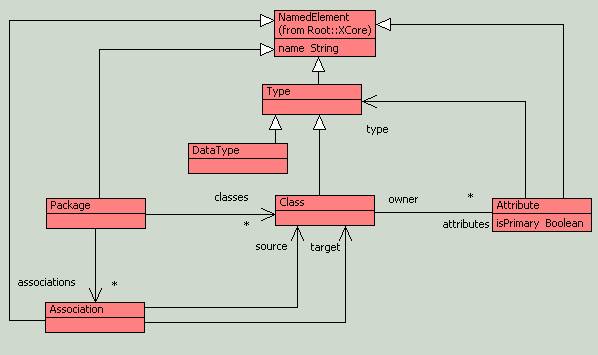 NamedElement
(from Root::XCore)
name String
Type
type
DataType
Package
classes
*
Class
owner
*
Attribute
attributes
isPrimary Boolean
source
target
associations
*
Association